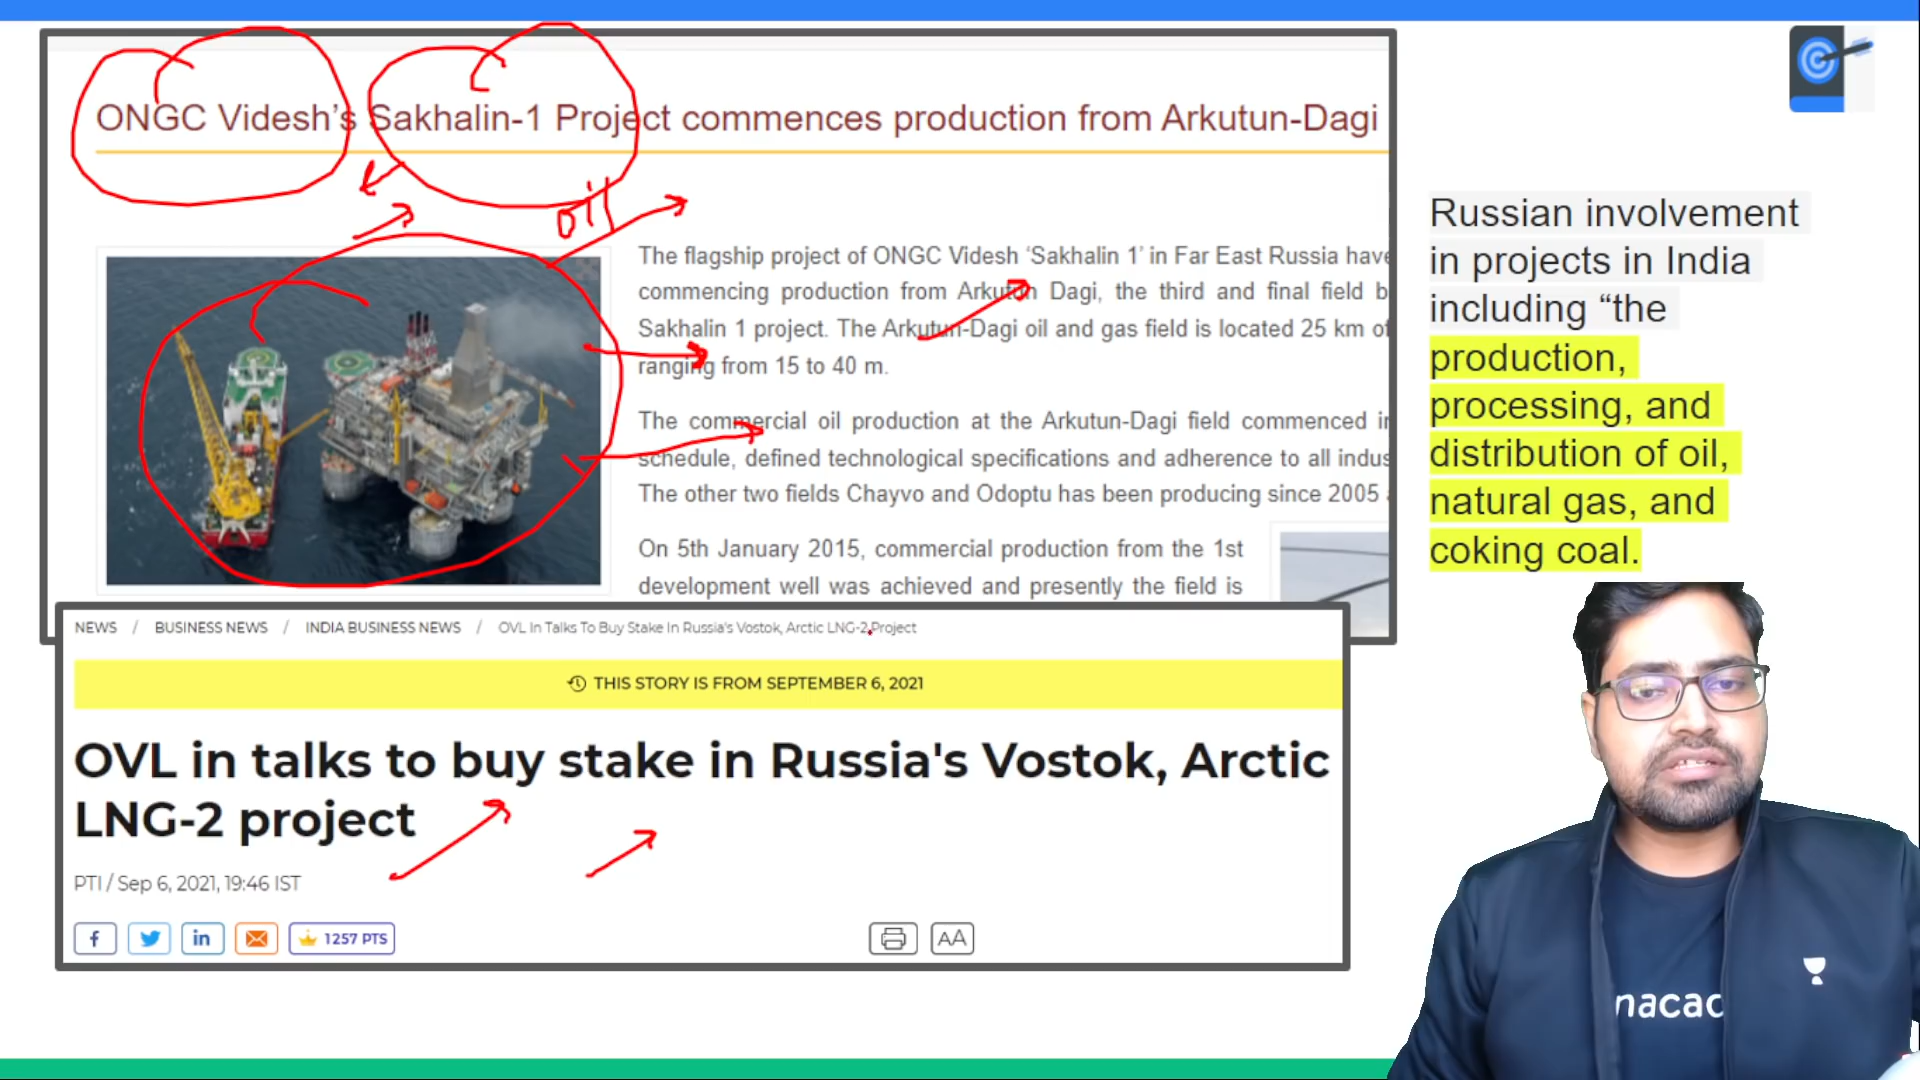 ONGC Videsh's Sakhalin-1 Project commences production from Arkutun-Dagi
oil
The flagship project of ONGC Videsh ‘Sakhalin 1’ in Far East Russia have
commencing production from Arkutun Dagi, the third and final field b
Sakhalin 1 project. The Arkutun-Dagi oil and gas field is located 25 km of
ranging from 15 to 40 m.
The commercial oil production at the Arkutun-Dagi field commenced in
schedule, defined technological specifications and adherence to all indus
The other two fields Chayvo and Odoptu has been producing since 2005
On 5th January 2015, commercial production from the 1st
development well was achieved and presently the field is
Russian involvement
in projects in India
including “the
production,
processing, and
distribution of oil,
natural gas, and
coking coal.
NEWS / BUSINESS NEWS / INDIA BUSINESS NEWS / OVL In Talks To Buy Stake In Russia's Vostok, Arctic LNG-2 Project
THIS STORY IS FROM SEPTEMBER 6, 2021
OVL in talks to buy stake in Russia's Vostok, Arctic
LNG-2 project
PTI / Sep 6, 2021, 19:46 IST
1257 PTS
AA
nacac